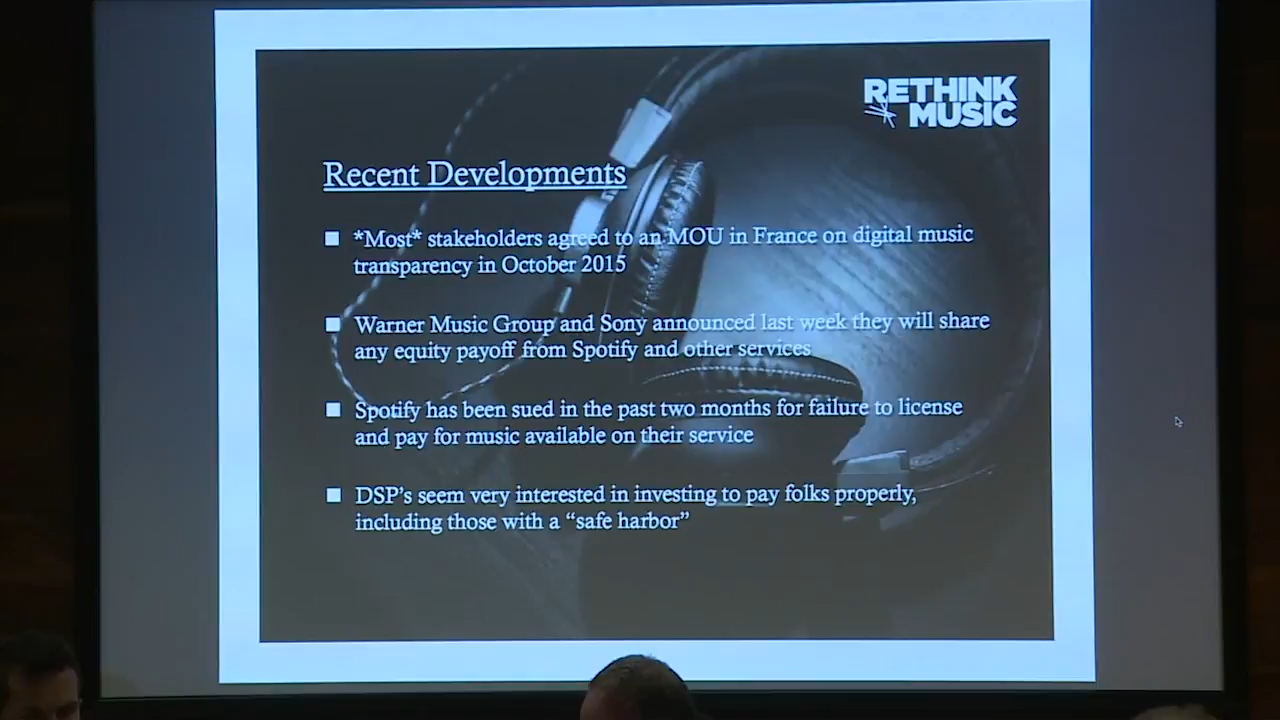 RETHINK
MUSIC
Recent Developments
*Most* stakeholders agreed to an MOU in France on digital music
transparency in October 2015
Warner Music Group and Sony announced last week they will share
any equity payoff from Spotify and other services
Spotify has been sued in the past two months for failure to license
and pay for music available on their service
DSP's seem very interested in investing to pay folks properly,
including those with a “safe harbor”